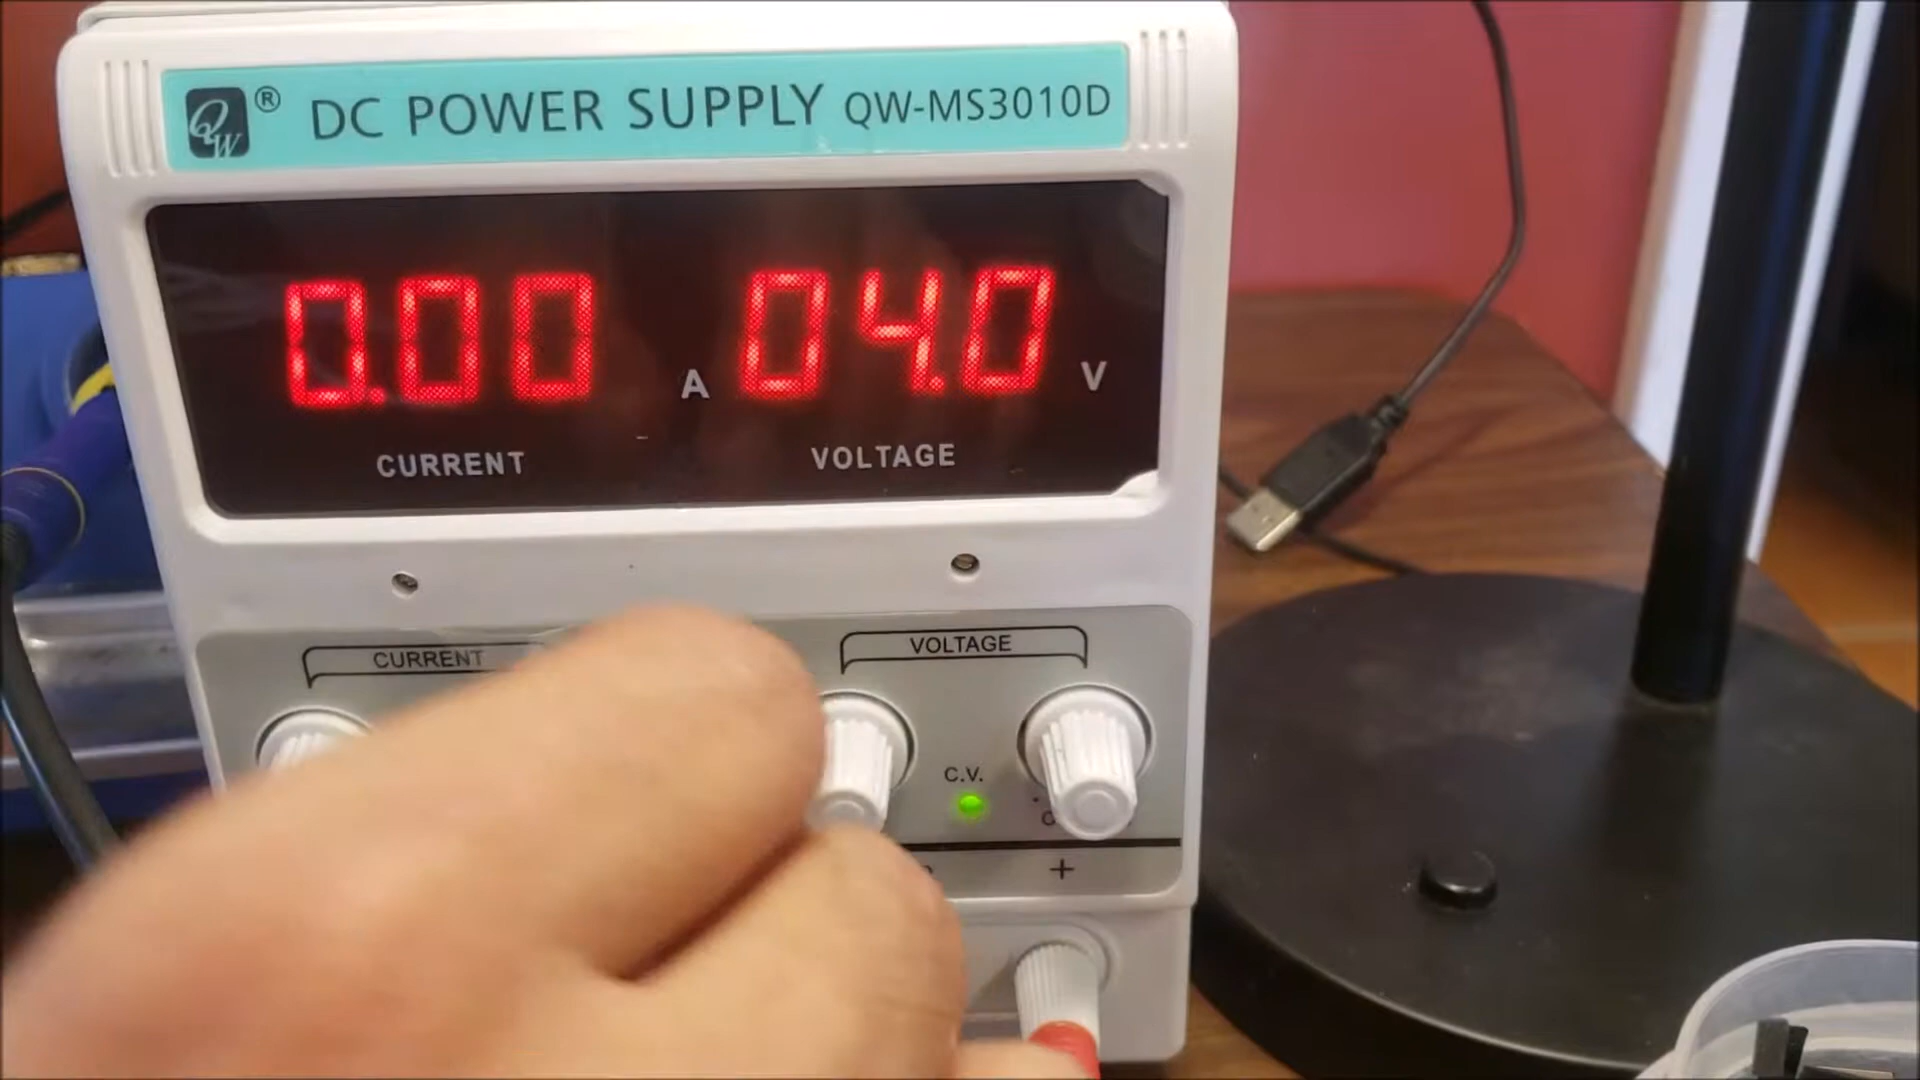 QW ® DC POWER SUPPLY QW-MS3010D
0.00 A 04.0 V
CURRENT VOLTAGE
CURRENT VOLTAGE
C.V.
+